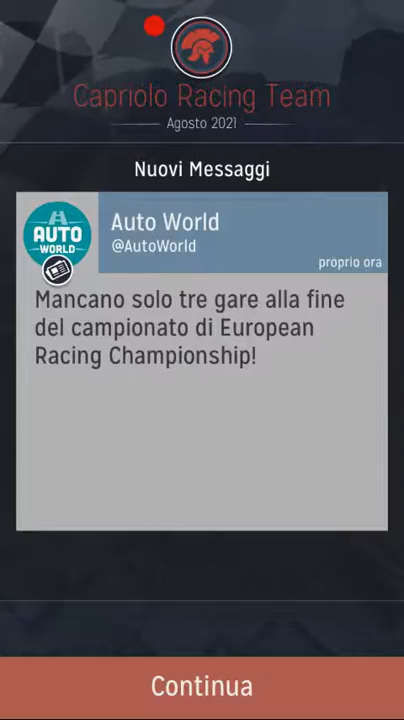 Capriolo Racing Team
Agosto 2021
Nuovi Messaggi
AUTO
WORLD
Auto World
@AutoWorld
proprio ora
Mancano solo tre gare alla fine
del campionato di European
Racing Championship!
Continua